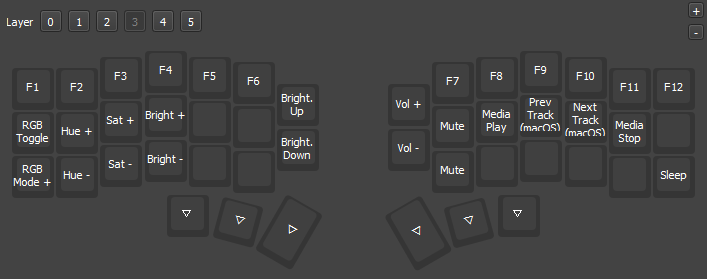 Layer 0 1 2 3 4 5
+
-
F1 F2 F3 F4 F5 F6
F7 F8 F9 F10 F11 F12
RGB
Toggle
Hue +
Sat +
Bright +
Bright.
Up
Vol +
Mute
Media
Play
Prev
Track
(macOS)
Next
Track
(macOS)
Media
Stop
RGB
Mode +
Hue -
Sat -
Bright -
Bright.
Down
Vol -
Mute
Sleep
▽ ▽ ▽
▽ ▽ ▽